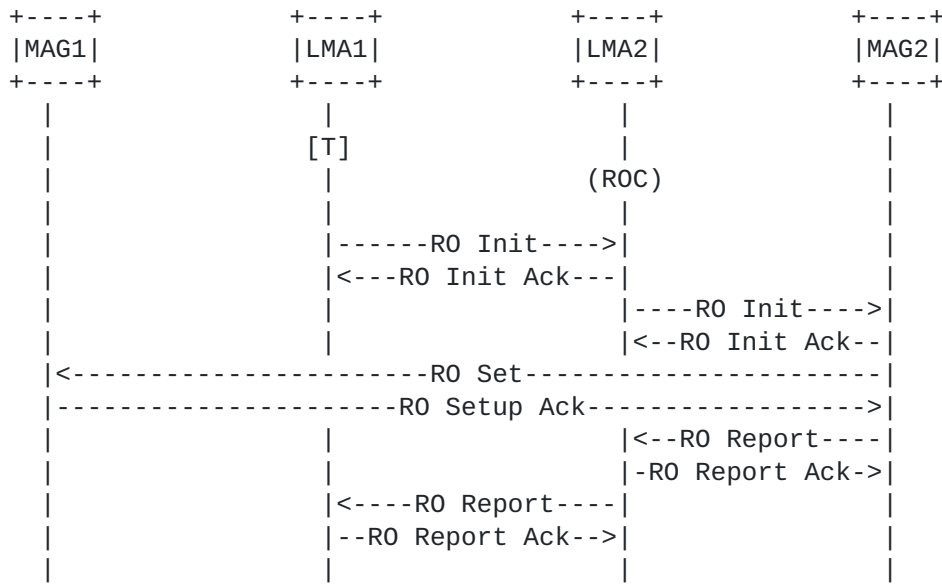 MAG1 LMA1 LMA2 MAG2
[T]
(ROC)
RO Init
RO Init Ack
RO Init
RO Init Ack
RO Set
RO Setup Ack
RO Report
RO Report Ack
RO Report
RO Report Ack